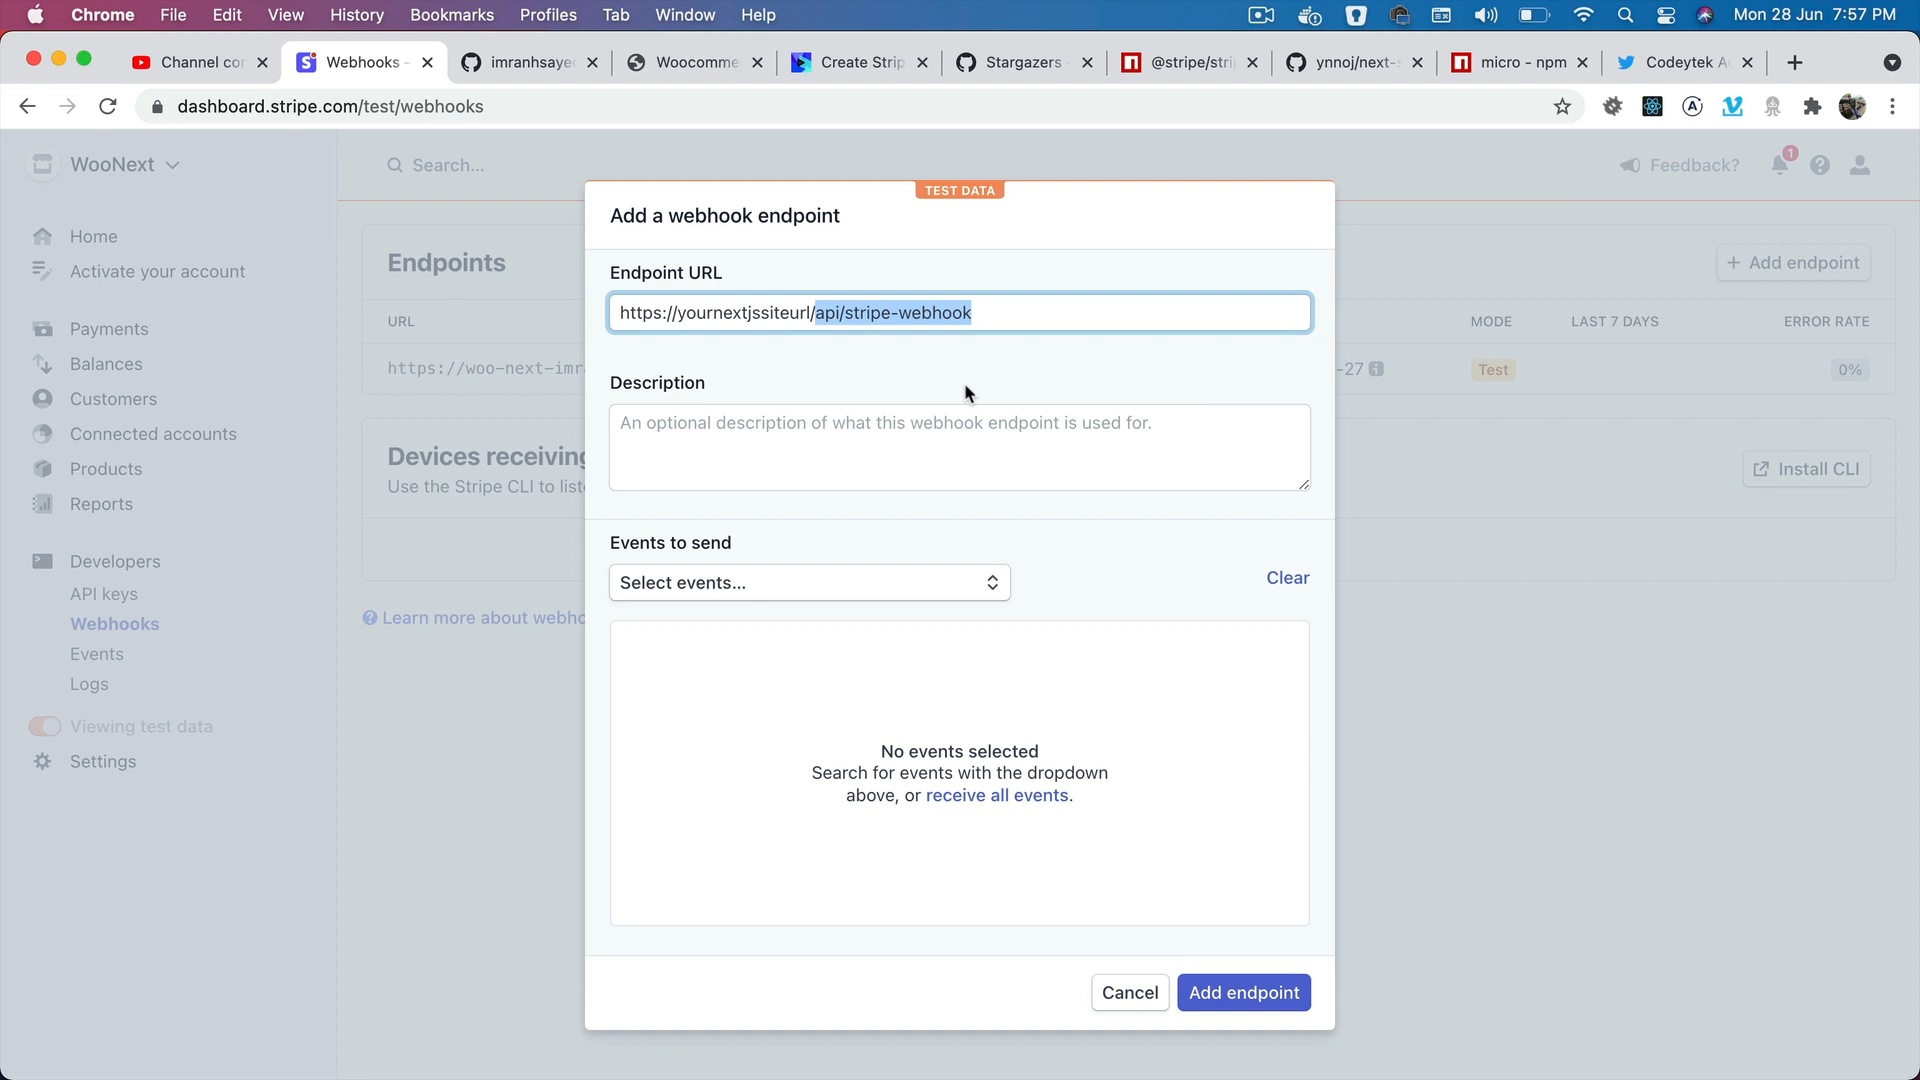 Chrome File Edit View History Bookmarks Profiles Tab Window Help Mon 28 Jun 7:57 PM
Channel cor Webhooks - imranhsayed Woocomme Create Strip Stargazers · @stripe/stri ynnoj/next-s micro - npm Codeytek A
dashboard.stripe.com/test/webhooks
WooNext
Search...
Feedback?
1
TEST DATA
Add a webhook endpoint
Home
Activate your account
Payments
Balances
Customers
Connected accounts
Products
Reports
Developers
API keys
Webhooks
Events
Logs
Viewing test data
Settings
Endpoints
+ Add endpoint
URL
MODE
LAST 7 DAYS
ERROR RATE
https://woo-next-imra
-27
Test
0%
Devices receiving
Use the Stripe CLI to liste
Install CLI
Learn more about webho
Endpoint URL
https://yournextjssiteurl/api/stripe-webhook
Description
An optional description of what this webhook endpoint is used for.
Events to send
Select events...
Clear
No events selected
Search for events with the dropdown
above, or receive all events.
Cancel
Add endpoint